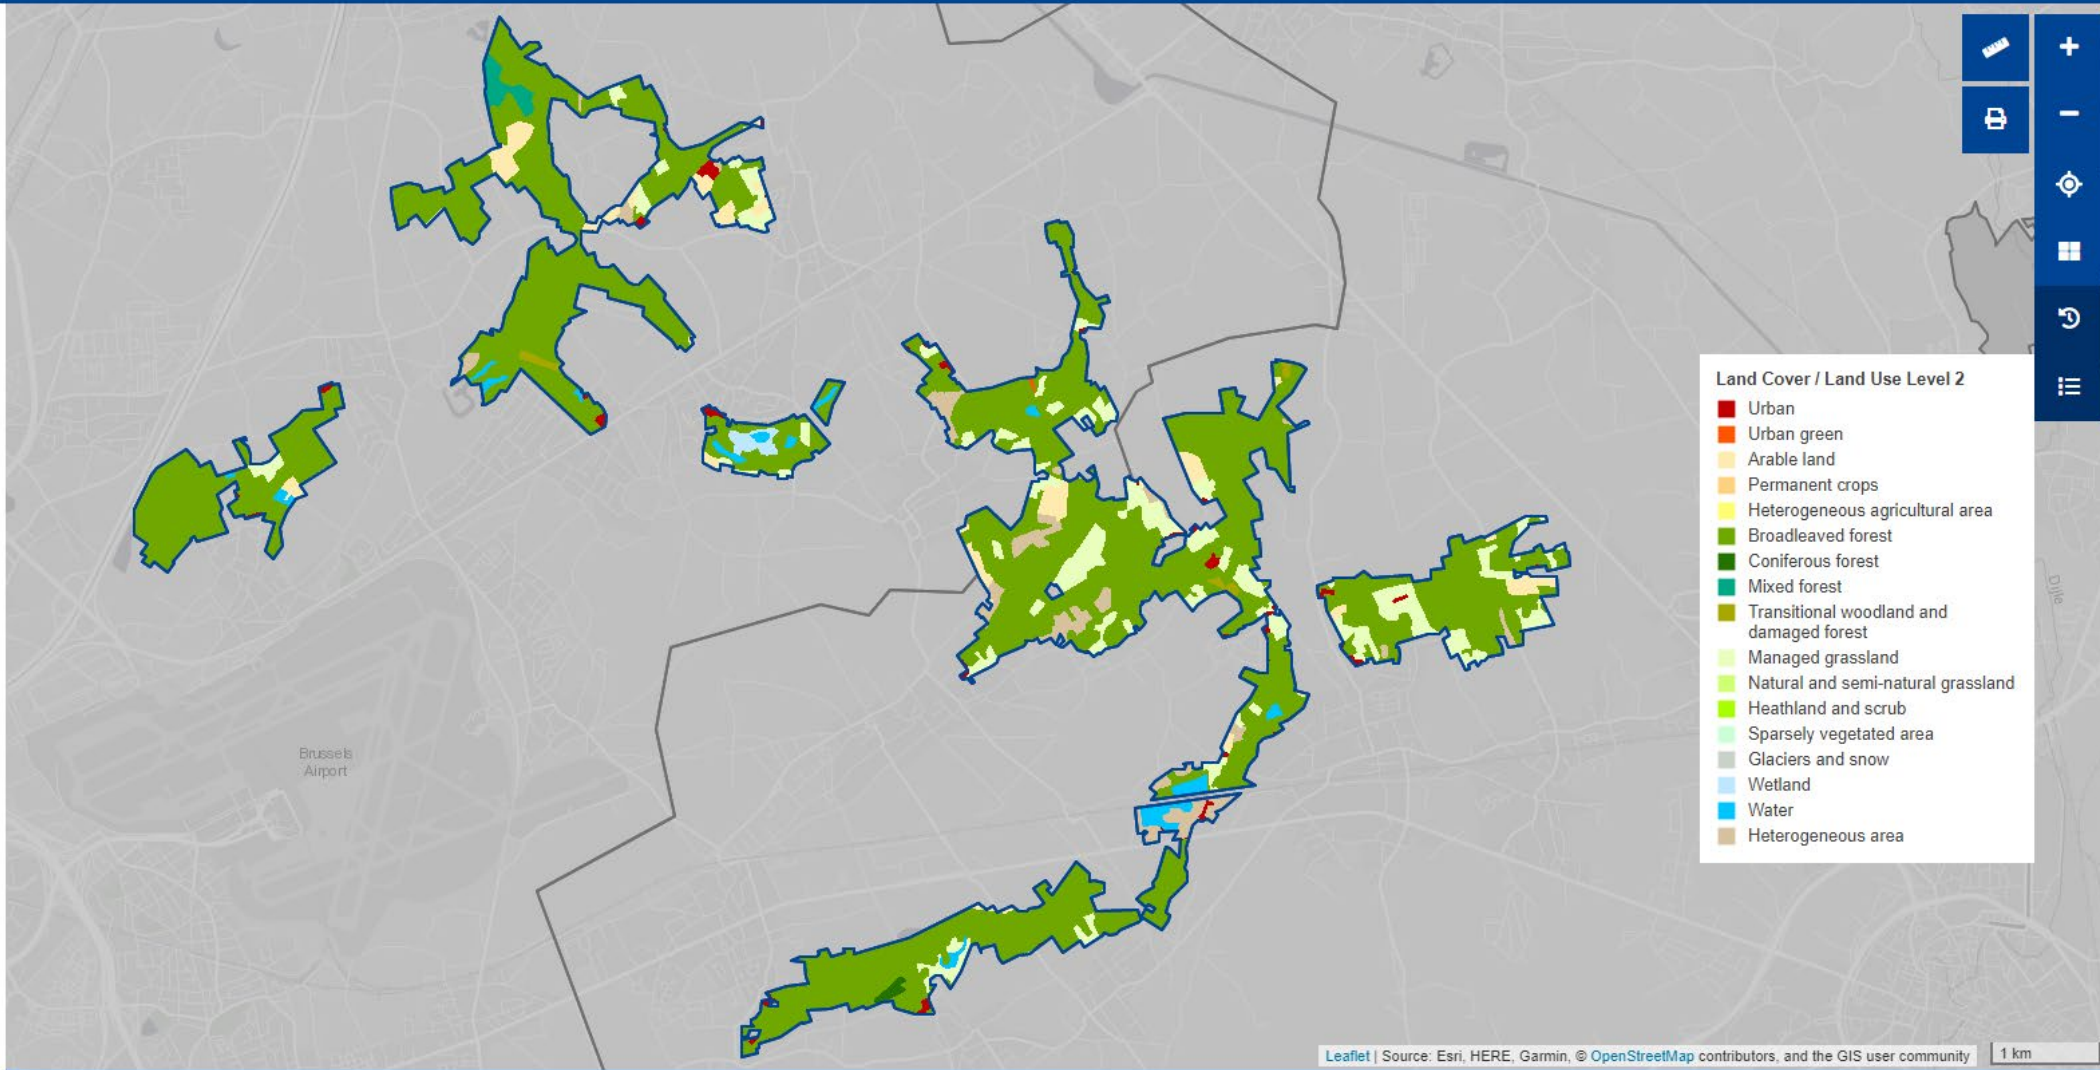 Land Cover / Land Use Level 2
Urban
Urban green
Arable land
Permanent crops
Heterogeneous agricultural area
Broadleaved forest
Coniferous forest
Mixed forest
Transitional woodland and
damaged forest
Managed grassland
Natural and semi-natural grassland
Heathland and scrub
Sparsely vegetated area
Glaciers and snow
Wetland
Water
Heterogeneous area
Dijle
Brussels
Airport
Leaflet | Source: Esri, HERE, Garmin, © OpenStreetMap contributors, and the GIS user community
1 km